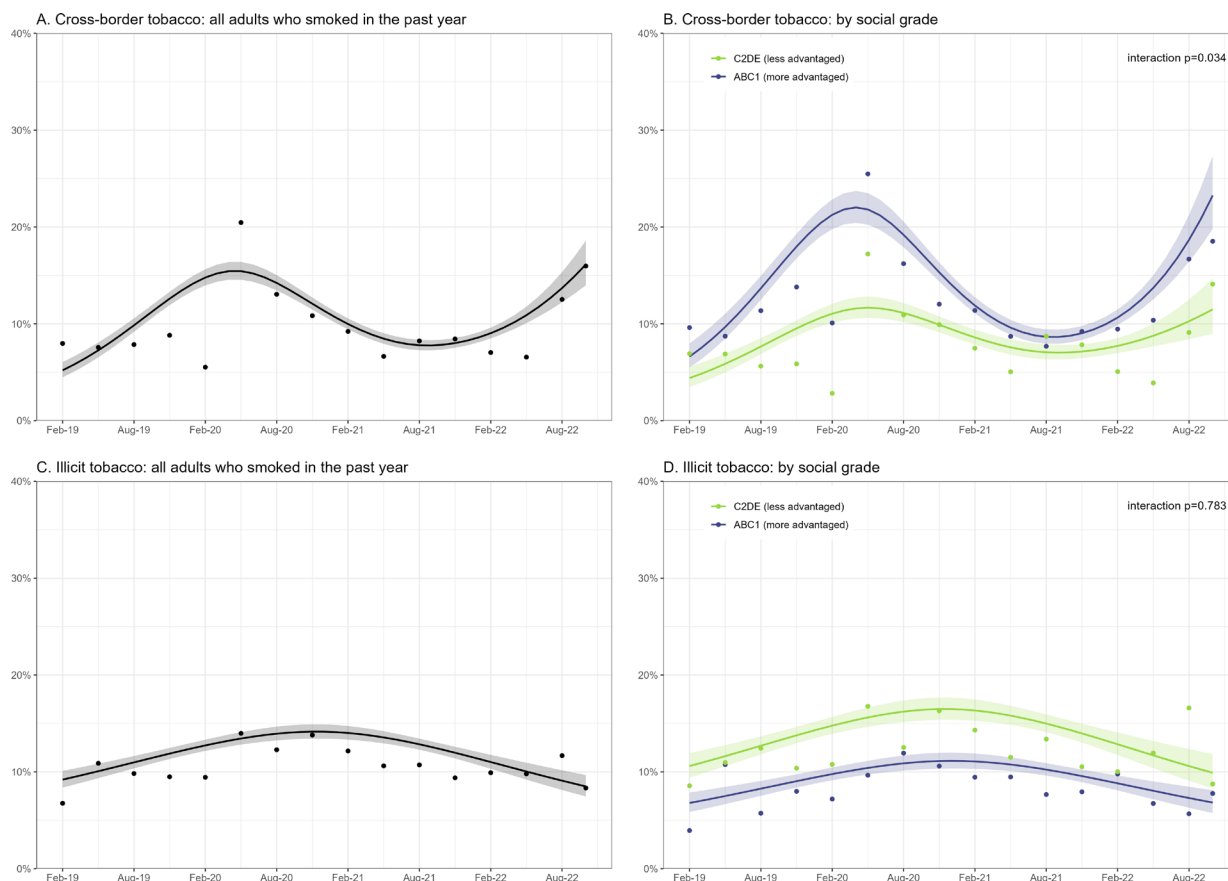 A. Cross-border tobacco: all adults who smoked in the past year
40%
30%
20%
10%
0%
Feb-19 Aug-19 Feb-20 Aug-20 Feb-21 Aug-21 Feb-22 Aug-22
B. Cross-border tobacco: by social grade
C2DE (less advantaged)
ABC1 (more advantaged)
interaction p=0.034
40%
30%
20%
10%
0%
Feb-19 Aug-19 Feb-20 Aug-20 Feb-21 Aug-21 Feb-22 Aug-22
C. Illicit tobacco: all adults who smoked in the past year
40%
30%
20%
10%
0%
Feb-19 Aug-19 Feb-20 Aug-20 Feb-21 Aug-21 Feb-22 Aug-22
D. Illicit tobacco: by social grade
C2DE (less advantaged)
ABC1 (more advantaged)
interaction p=0.783
40%
30%
20%
10%
0%
Feb-19 Aug-19 Feb-20 Aug-20 Feb-21 Aug-21 Feb-22 Aug-22